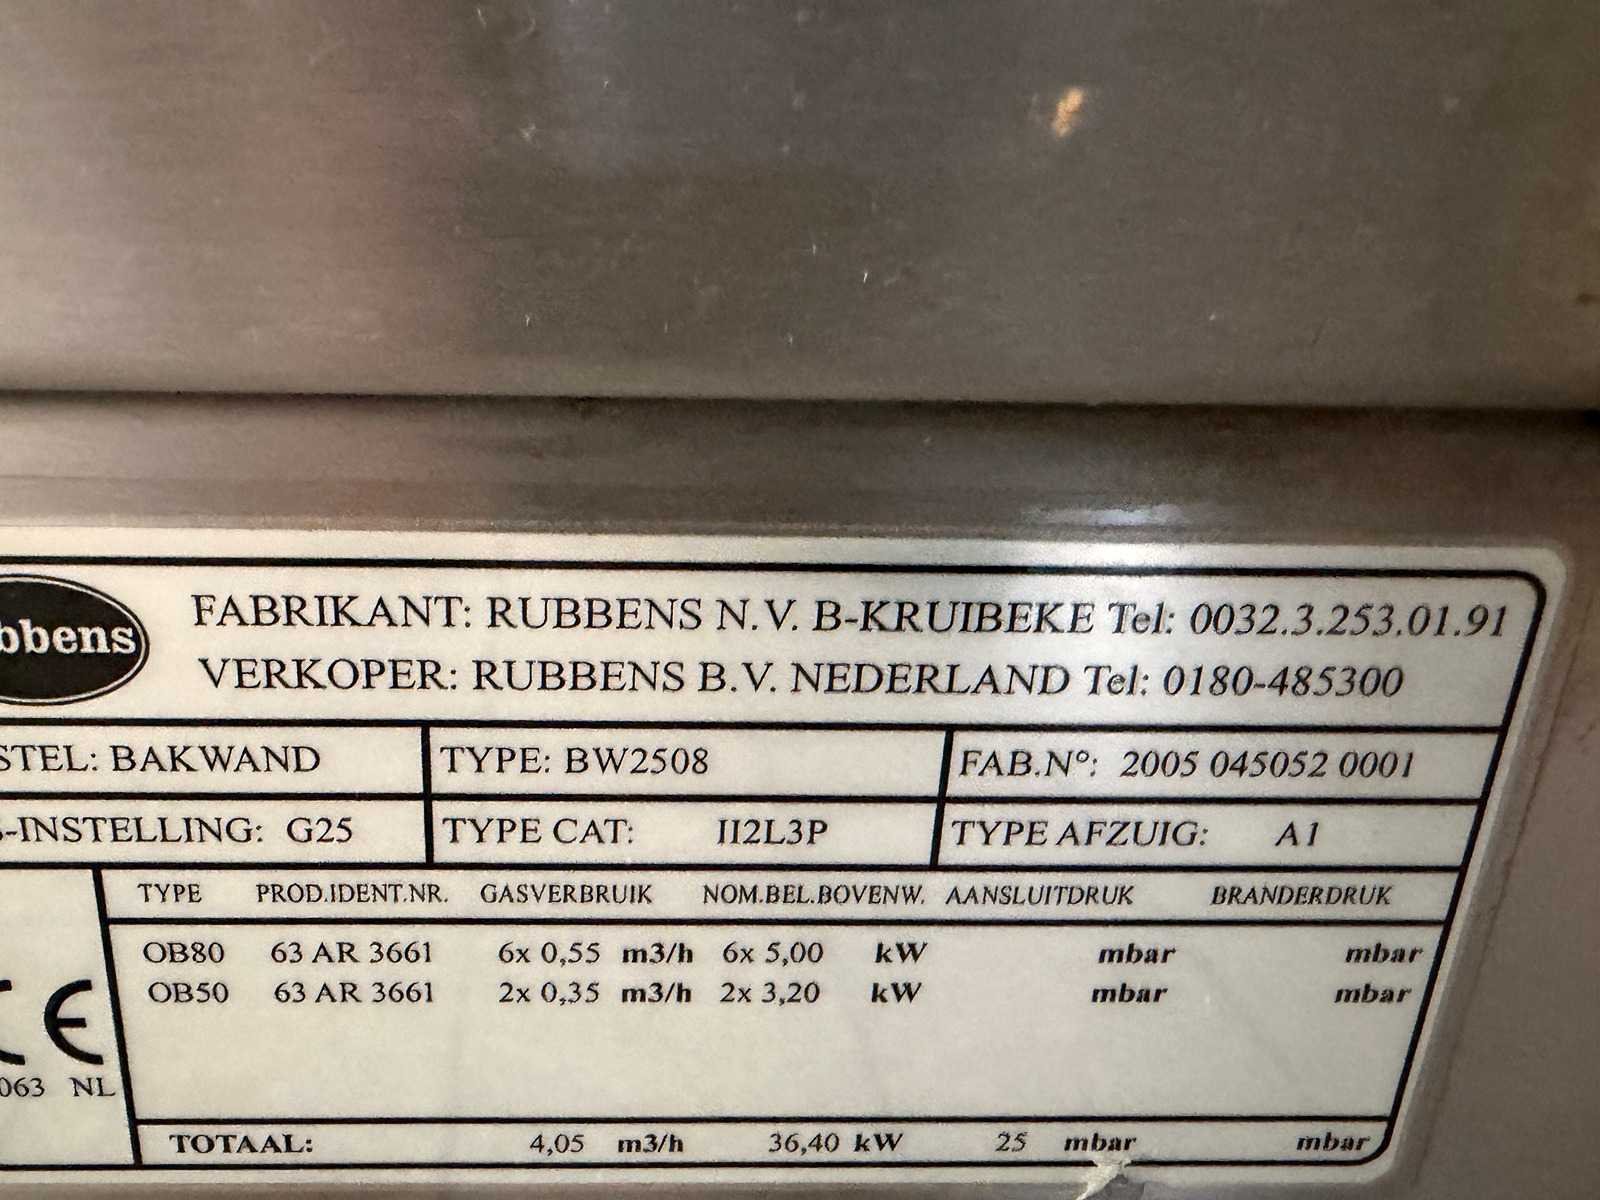 bbens
FABRIKANT: RUBBENS N.V. B-KRUIBEKE Tel: 0032.3.253.01.91
VERKOPER: RUBBENS B.V. NEDERLAND Tel: 0180-485300
STEL: BAKWAND TYPE: BW2508 FAB.N°: 2005 045052 0001
-INSTELLING: G25 TYPE CAT: II2L3P TYPE AFZUIG: A1
TYPE PROD.IDENT.NR. GASVERBRUIK NOM.BEL.BOVENW. AANSLUITDRUK BRANDERDRUK
OB80 63 AR 3661 6x 0,55 m3/h 6x 5,00 kW mbar mbar
OB50 63 AR 3661 2x 0,35 m3/h 2x 3,20 kW mbar mbar
CE
063 NL
TOTAAL: 4,05 m3/h 36,40 kW 25 mbar mbar